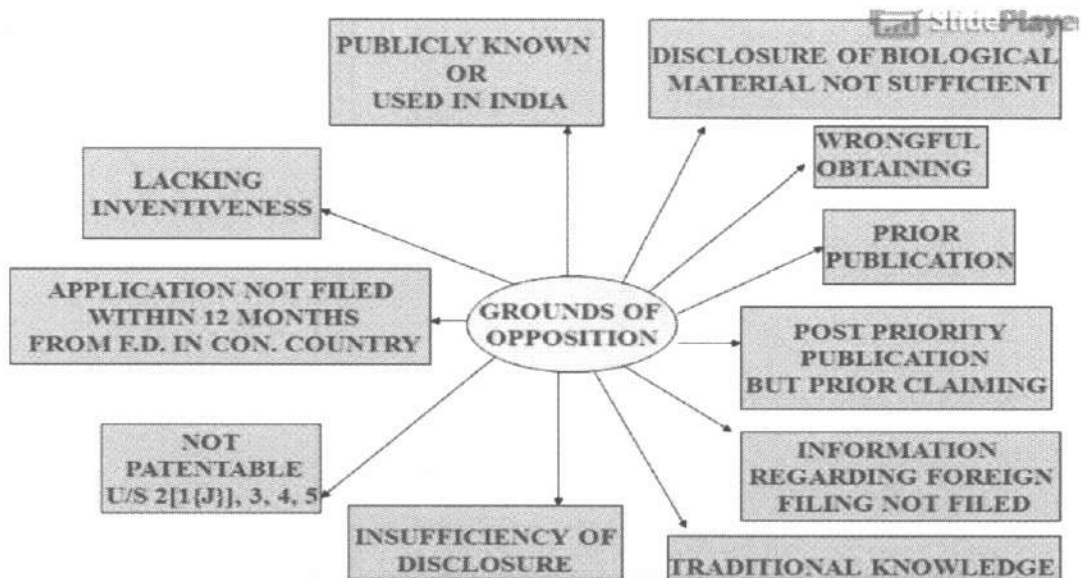 SlidePlayer
PUBLICLY KNOWN
OR
USED IN INDIA
DISCLOSURE OF BIOLOGICAL
MATERIAL NOT SUFFICIENT
WRONGFUL
OBTAINING
LACKING
INVENTIVENESS
PRIOR
PUBLICATION
APPLICATION NOT FILED
WITHIN 12 MONTHS
FROM F.D. IN CON. COUNTRY
GROUNDS OF
OPPOSITION
POST PRIORITY
PUBLICATION
BUT PRIOR CLAIMING
NOT
PATENTABLE
U/S 2[1{J}], 3, 4, 5
INFORMATION
REGARDING FOREIGN
FILING NOT FILED
INSUFFICIENCY OF
DISCLOSURE
TRADITIONAL KNOWLEDGE